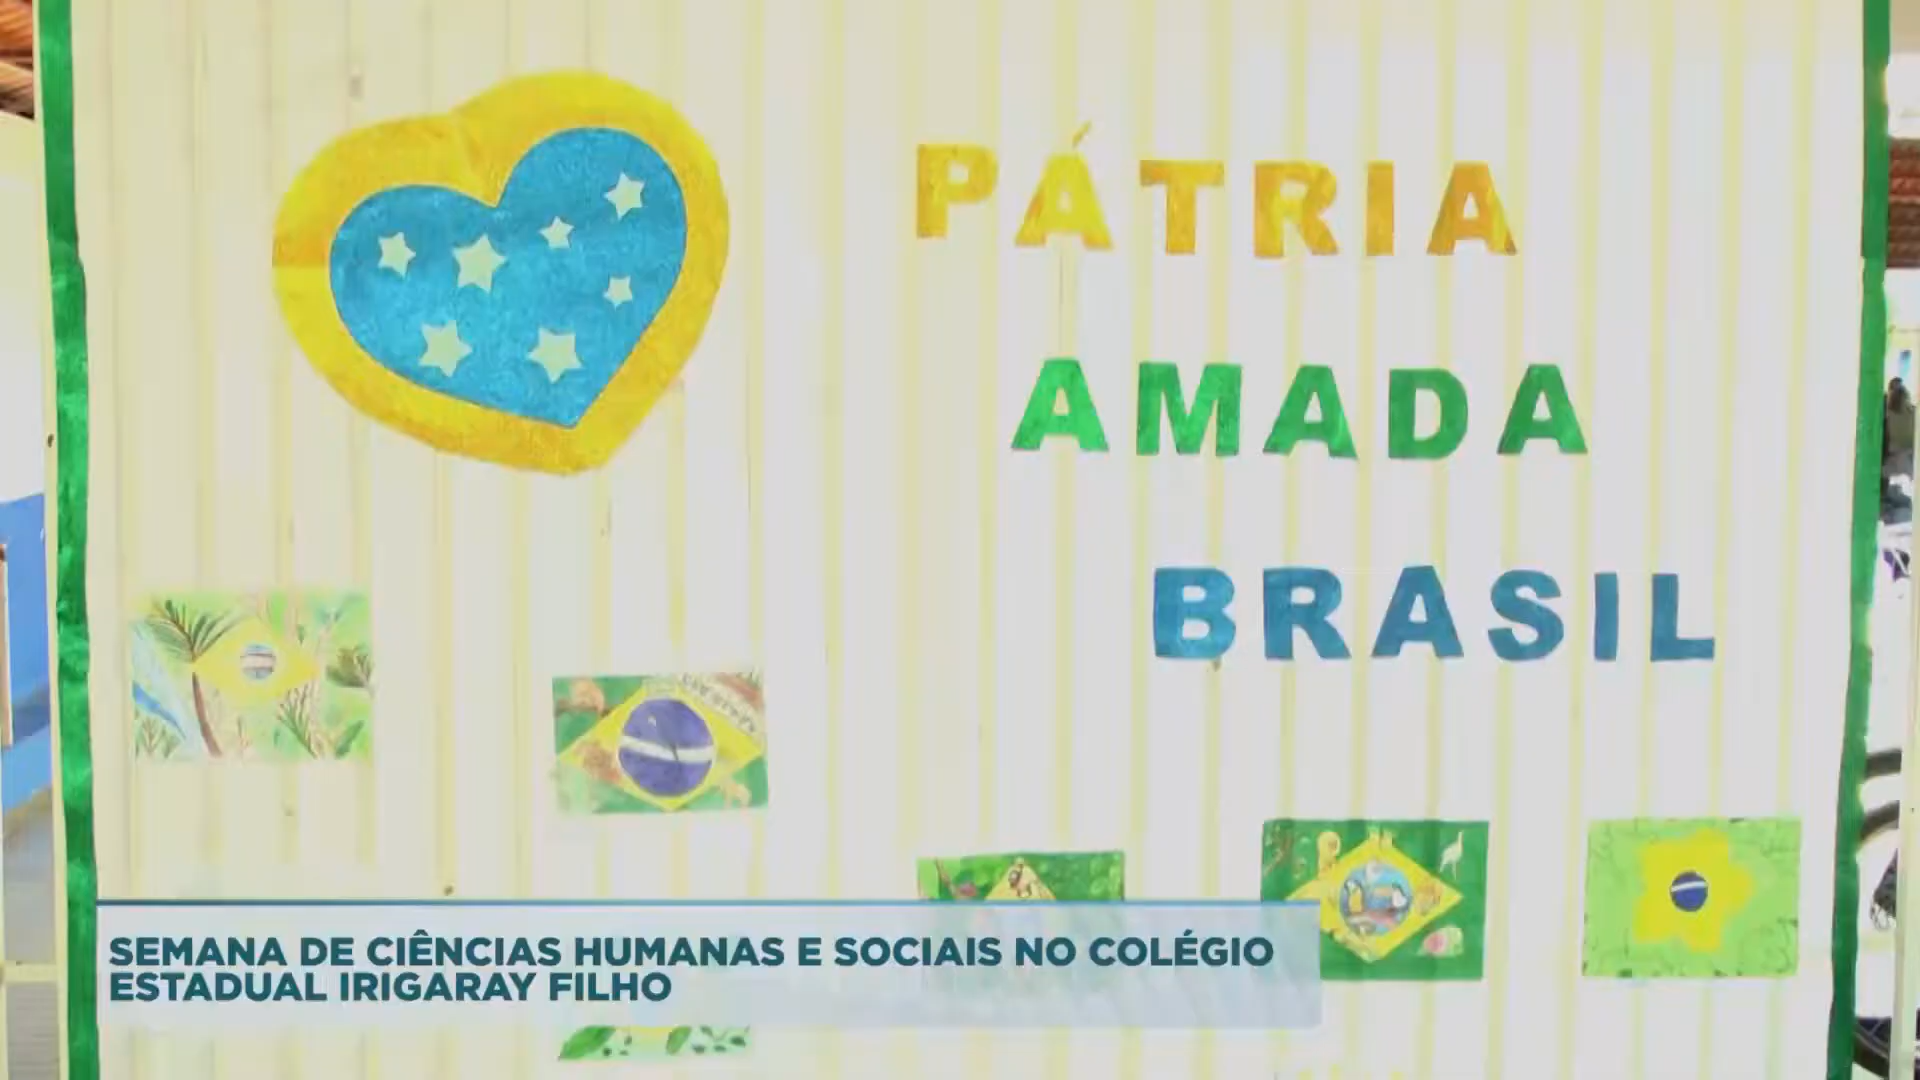 PÁTRIA
AMADA
BRASIL
SEMANA DE CIÊNCIAS HUMANAS E SOCIAIS NO COLÉGIO
ESTADUAL IRIGARAY FILHO